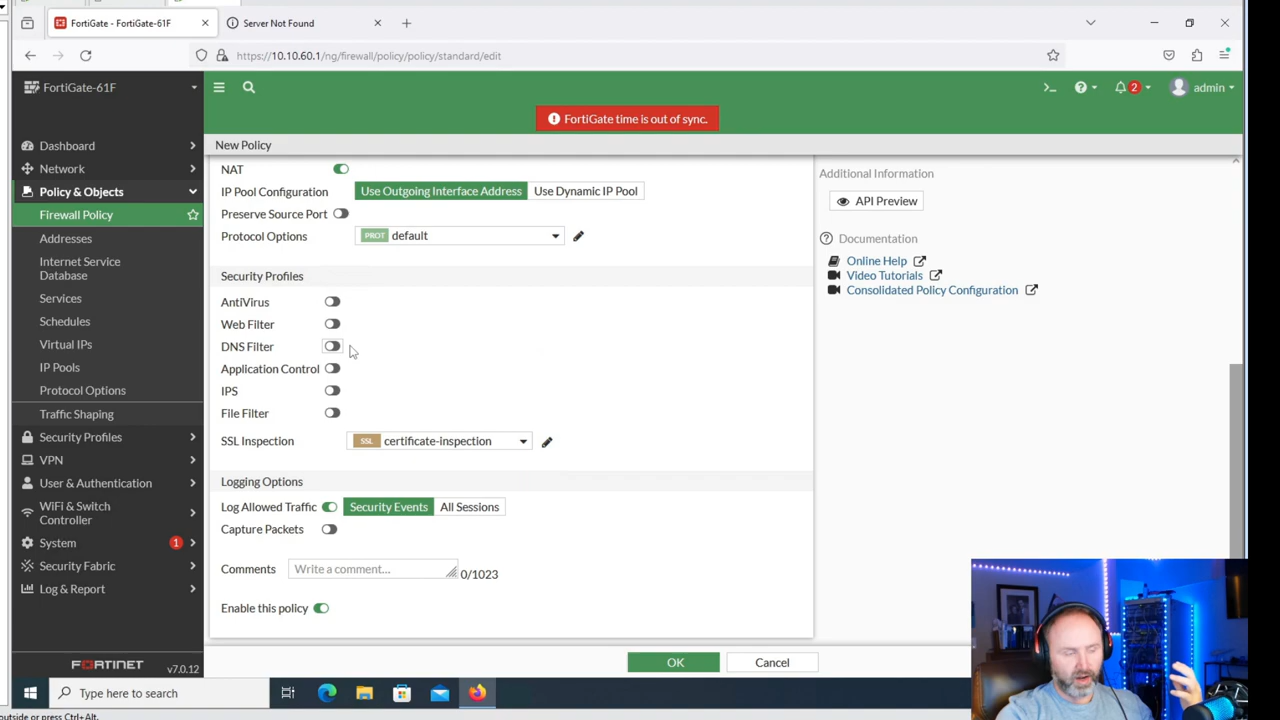 FortiGate - FortiGate-61F
Server Not Found
https://10.10.60.1/ng/firewall/policy/policy/standard/edit
FortiGate-61F
2
admin
FortiGate time is out of sync.
Dashboard
Network
Policy & Objects
Firewall Policy
Addresses
Internet Service
Database
Services
Schedules
Virtual IPs
IP Pools
Protocol Options
Traffic Shaping
Security Profiles
VPN
User & Authentication
WiFi & Switch
Controller
System 1
Security Fabric
Log & Report
FORTINET v7.0.12
New Policy
NAT
IP Pool Configuration Use Outgoing Interface Address Use Dynamic IP Pool
Preserve Source Port
Protocol Options PROT default
Security Profiles
AntiVirus
Web Filter
DNS Filter
Application Control
IPS
File Filter
SSL Inspection SSL certificate-inspection
Logging Options
Log Allowed Traffic Security Events All Sessions
Capture Packets
Comments Write a comment... 0/1023
Enable this policy
OK Cancel
Additional Information
API Preview
Documentation
Online Help
Video Tutorials
Consolidated Policy Configuration
Type here to search
outside or press Ctrl+Alt.